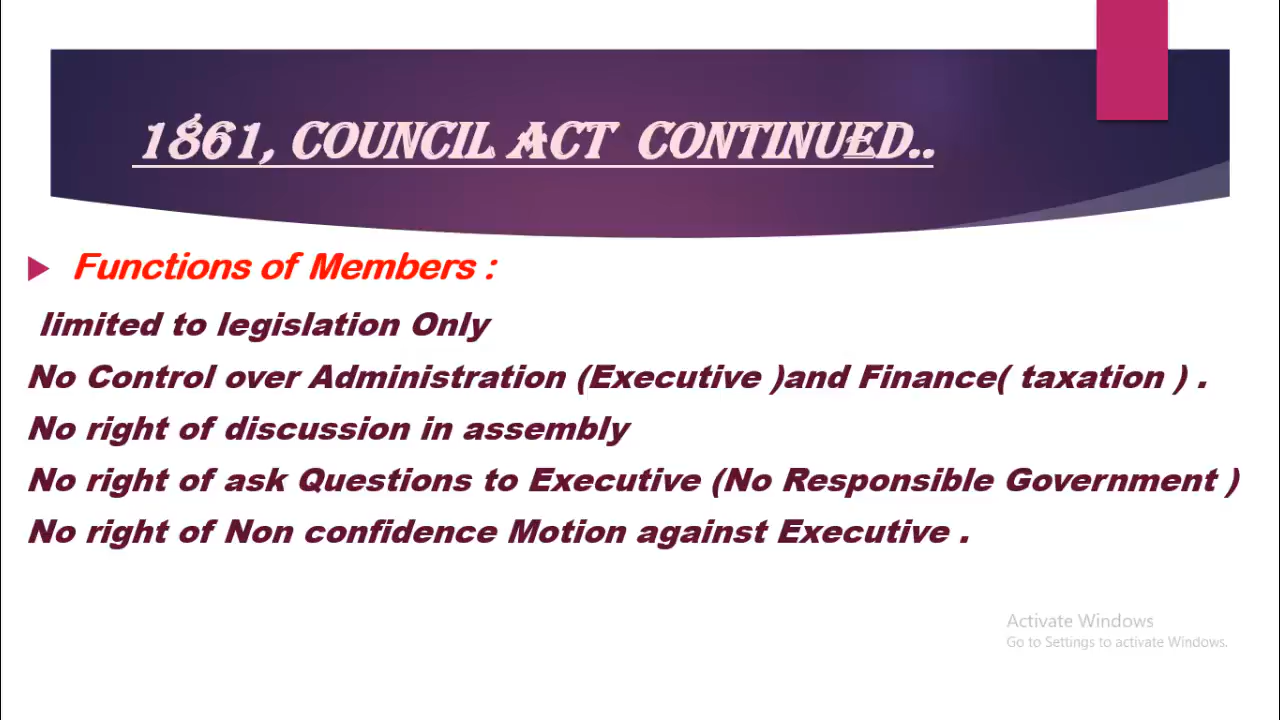 1861, COUNCIL ACT CONTINUED..
Functions of Members :
limited to legislation Only
No Control over Administration (Executive )and Finance( taxation ) .
No right of discussion in assembly
No right of ask Questions to Executive (No Responsible Government )
No right of Non confidence Motion against Executive .
Activate Windows
Go to Settings to activate Windows.